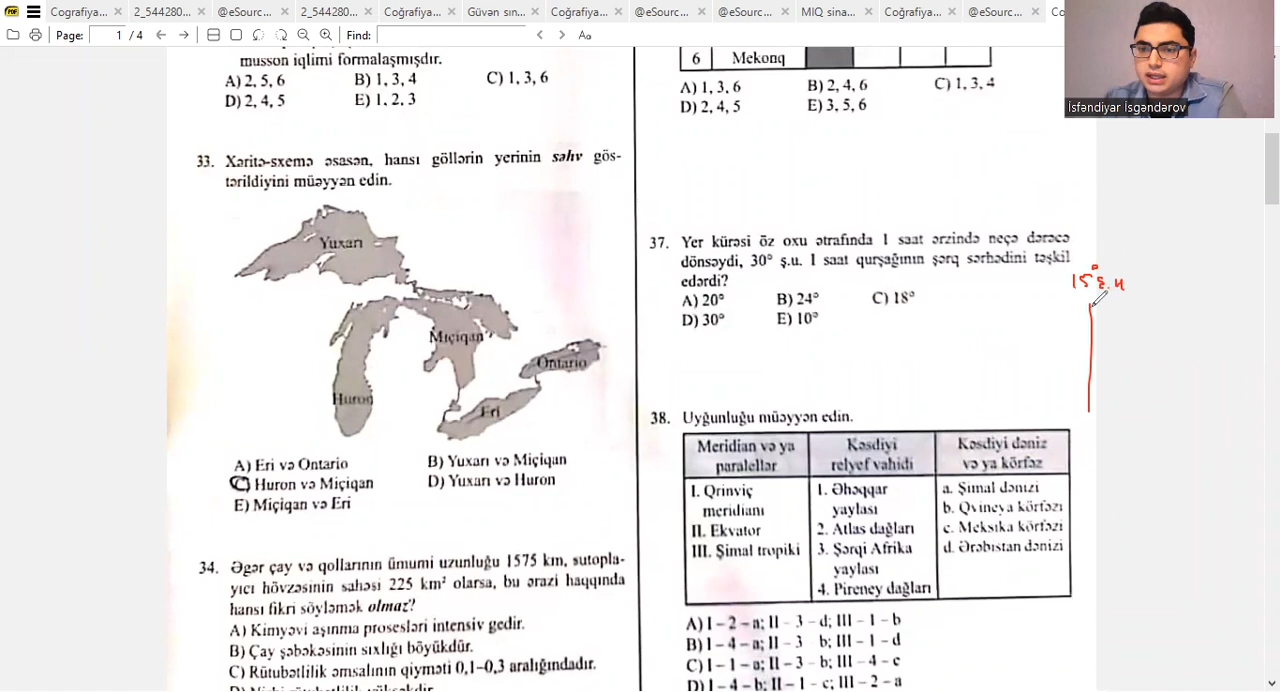 Cografiya...
2_544280...
@eSourc...
2_544280...
Coğrafiya...
Güvən sın...
Coğrafiya...
@eSourc...
@eSourc...
MIQ sina...
Coğrafiya...
@eSourc...
Co
Page: 1 / 4
Find:
Aa
İsfəndiyar İsgəndərov
musson iqlimi formalaşmışdır.
A) 2, 5, 6 B) 1, 3, 4 C) 1, 3, 6
D) 2, 4, 5 E) 1, 2, 3
33. Xəritə-sxemə əsasən, hansı göllərin yerinin səhv gös-
tərildiyini müəyyən edin.
Yuxarı
Miçiqan
Ontario
Huron
Eri
A) Eri və Ontario B) Yuxarı və Miçiqan
C) Huron və Miçiqan D) Yuxarı və Huron
E) Miçiqan və Eri
34. Əgər çay və qollarının ümumi uzunluğu 1575 km, sutopla-
yıcı hövzəsinin sahəsi 225 km² olarsa, bu ərazi haqqında
hansı fikri söyləmək olmaz?
A) Kimyəvi aşınma prosesləri intensiv gedir.
B) Çay şəbəkəsinin sıxlığı böyükdür.
C) Rütubətlilik əmsalının qiyməti 0,1–0,3 aralığındadır.
6 Mekonq
A) 1, 3, 6 B) 2, 4, 6 C) 1, 3, 4
D) 2, 4, 5 E) 3, 5, 6
37. Yer kürəsi öz oxu ətrafında 1 saat ərzində neçə dərəcə
dönsəydi, 30° ş.u. 1 saat qurşağının şərq sərhədini təşkil
edərdi?
A) 20° B) 24° C) 18°
D) 30° E) 10°
15° ş.u
38. Uyğunluğu müəyyən edin.
Meridian və ya paralellər
Kəsdiyi relyef vahidi
Kəsdiyi dəniz və ya körfəz
I. Qrinviç meridianı
II. Ekvator
III. Şimal tropiki
1. Əhəqqar yaylası
2. Atlas dağları
3. Şərqi Afrika yaylası
4. Pireney dağları
a. Şimal dənizi
b. Qvineya körfəzi
c. Meksika körfəzi
d. Ərəbistan dənizi
A) I – 2 – a; II – 3 – d; III – 1 – b
B) I – 4 – a; II – 3 b; III – 1 – d
C) I – 1 – a; II – 3 – b; III – 4 – c
D) I – 4 – b; II – 1 – c; III – 2 – a